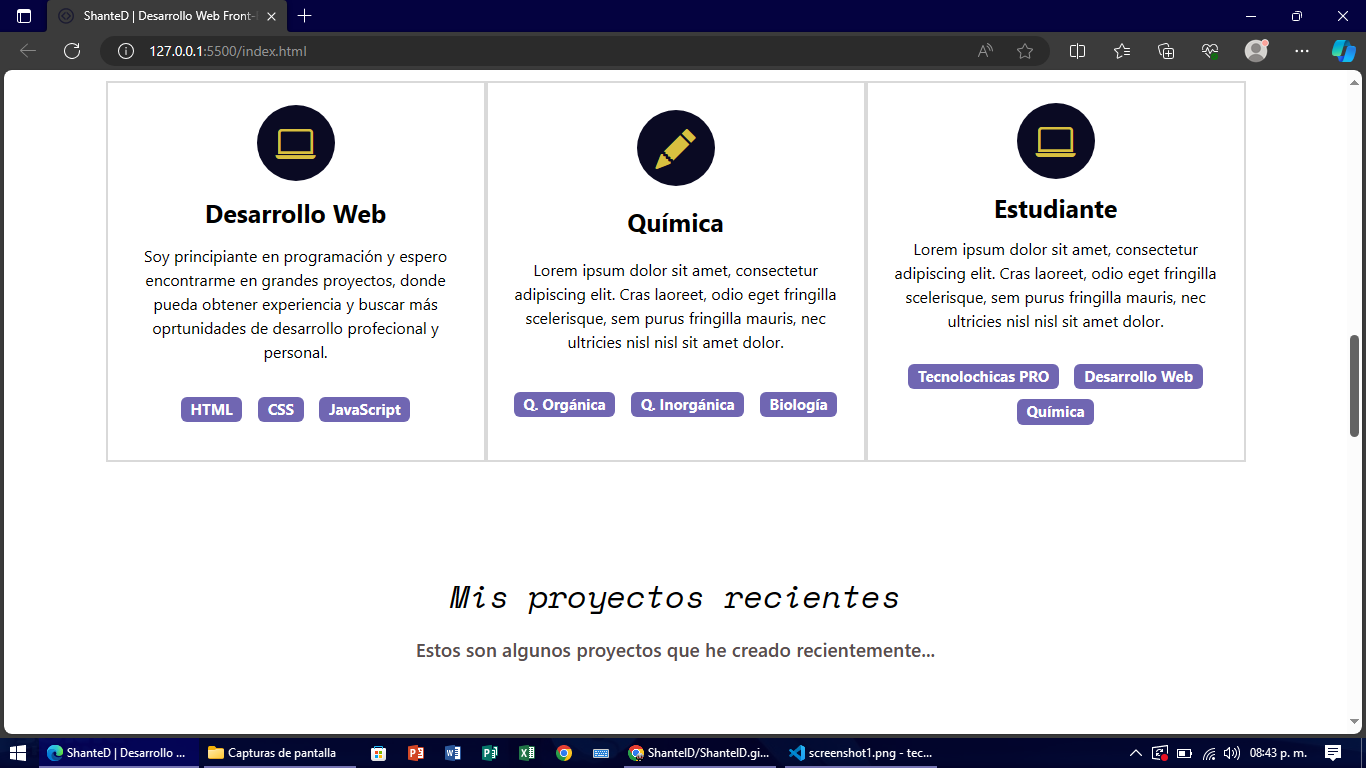 ShanteD | Desarrollo Web Front-
127.0.0.1:5500/index.html
Desarrollo Web
Soy principiante en programación y espero
encontrarme en grandes proyectos, donde
pueda obtener experiencia y buscar más
oprtunidades de desarrollo profecional y
personal.
HTML CSS JavaScript
Química
Lorem ipsum dolor sit amet, consectetur
adipiscing elit. Cras laoreet, odio eget fringilla
scelerisque, sem purus fringilla mauris, nec
ultricies nisl nisl sit amet dolor.
Q. Orgánica Q. Inorgánica Biología
Estudiante
Lorem ipsum dolor sit amet, consectetur
adipiscing elit. Cras laoreet, odio eget fringilla
scelerisque, sem purus fringilla mauris, nec
ultricies nisl nisl sit amet dolor.
Tecnolochicas PRO Desarrollo Web
Química
Mis proyectos recientes
Estos son algunos proyectos que he creado recientemente...
ShanteD | Desarrollo ... Capturas de pantalla ShantelD/ShantelD.gi... screenshot1.png - tec... 08:43 p. m.